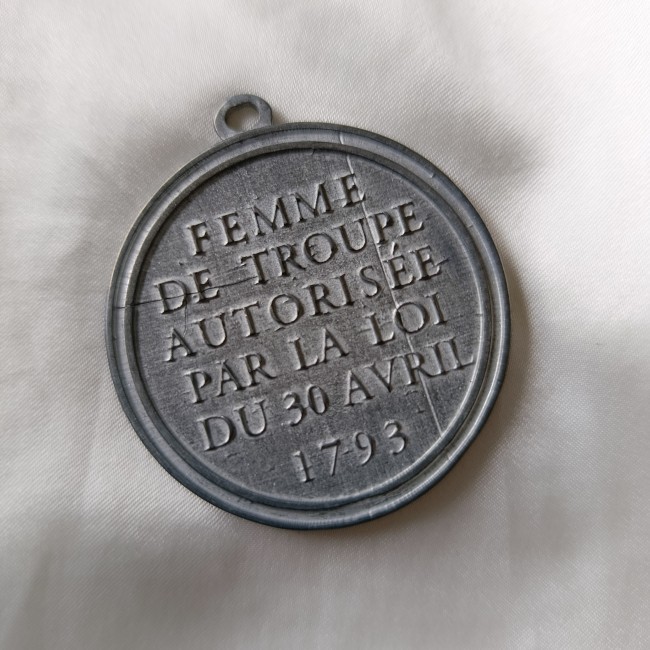 FEMME
DE TROUPE
AUTORISÉE
PAR LA LOI
DU 30 AVRIL
1793